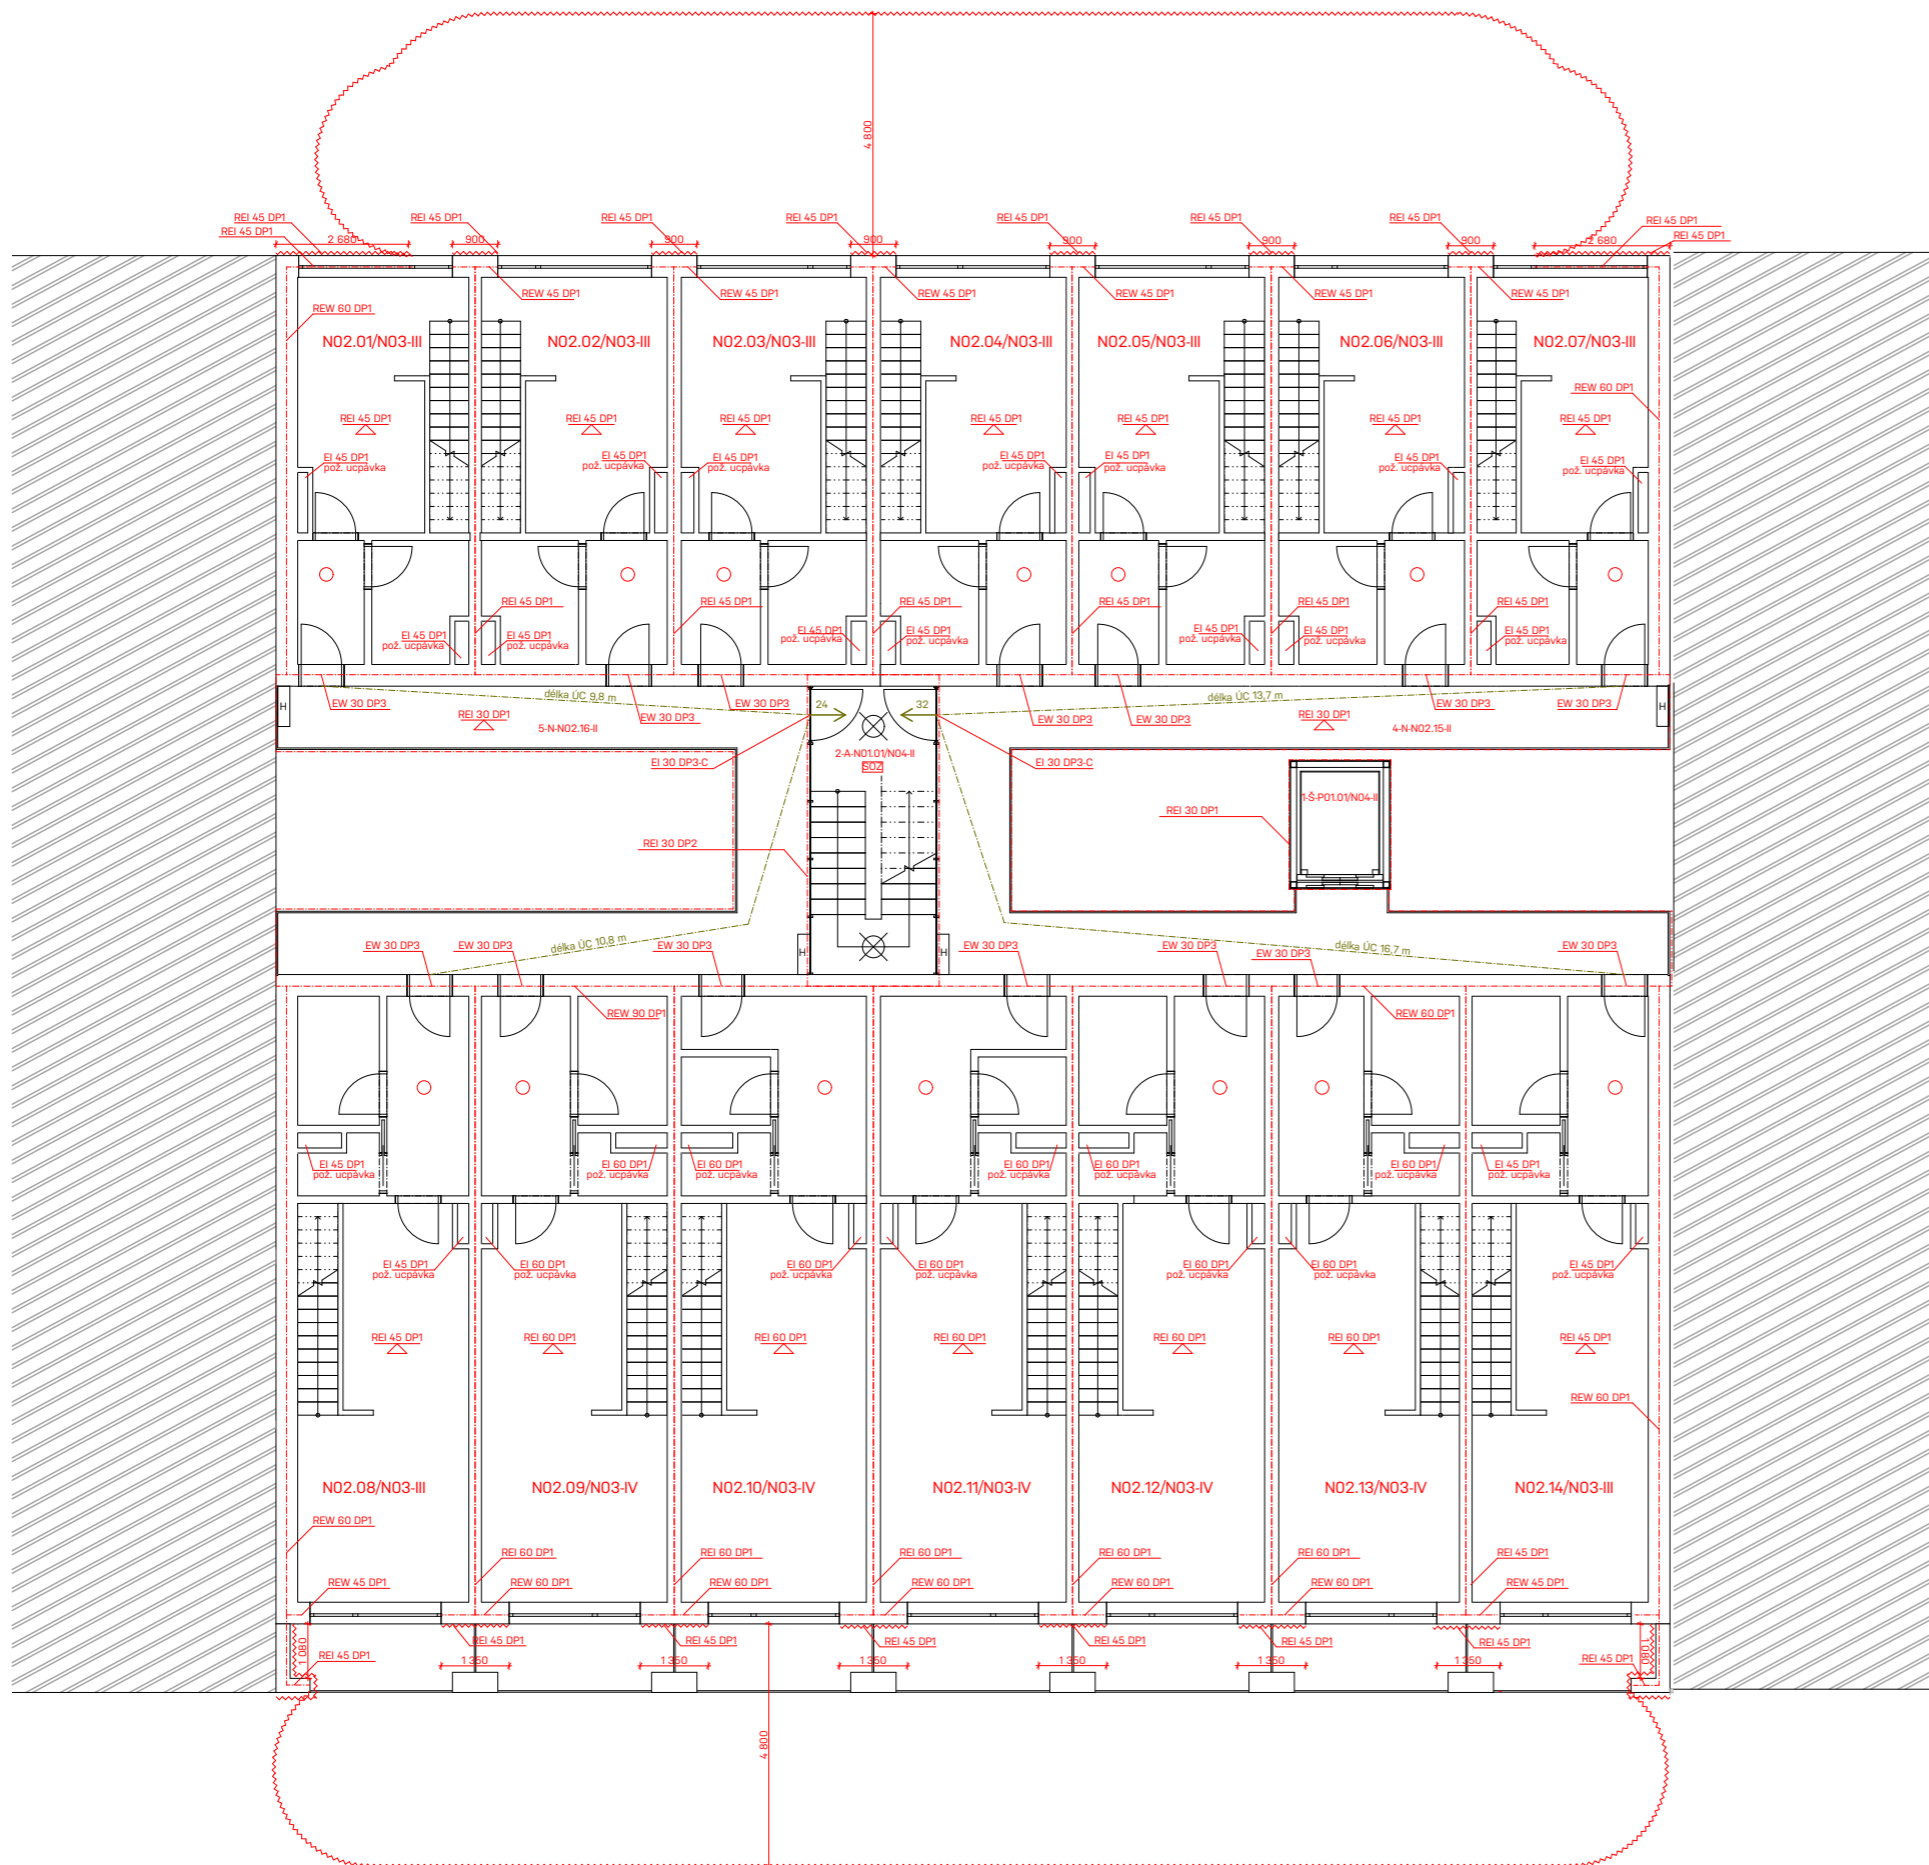 4 800
REI 45 DP1
REI 45 DP1
REI 45 DP1
REI 45 DP1
REI 45 DP1
REI 45 DP1
REI 45 DP1
REI 45 DP1
REI 45 DP1
REI 45 DP1
2 680
900
900
900
900
900
900
2 680
REW 45 DP1
REW 45 DP1
REW 45 DP1
REW 45 DP1
REW 45 DP1
REW 45 DP1
REW 60 DP1
N02.01/N03-III
N02.02/N03-III
N02.03/N03-III
N02.04/N03-III
N02.05/N03-III
N02.06/N03-III
N02.07/N03-III
REW 60 DP1
REI 45 DP1
REI 45 DP1
REI 45 DP1
REI 45 DP1
REI 45 DP1
REI 45 DP1
REI 45 DP1
EI 45 DP1
pož. ucpávka
EI 45 DP1
pož. ucpávka
EI 45 DP1
pož. ucpávka
EI 45 DP1
pož. ucpávka
EI 45 DP1
pož. ucpávka
EI 45 DP1
pož. ucpávka
EI 45 DP1
pož. ucpávka
REI 45 DP1
REI 45 DP1
REI 45 DP1
REI 45 DP1
REI 45 DP1
REI 45 DP1
EI 45 DP1
pož. ucpávka
EI 45 DP1
pož. ucpávka
EI 45 DP1
pož. ucpávka
EI 45 DP1
pož. ucpávka
EI 45 DP1
pož. ucpávka
EI 45 DP1
pož. ucpávka
EI 45 DP1
pož. ucpávka
délka ÚC 9,8 m
délka ÚC 13,7 m
H
EW 30 DP3
EW 30 DP3
EW 30 DP3
24
32
EW 30 DP3
EW 30 DP3
EW 30 DP3
EW 30 DP3
H
REI 30 DP1
5-N-N02.16-II
REI 30 DP1
4-N-N02.15-II
2-A-N01.01/N04-II
SOZ
EI 30 DP3-C
EI 30 DP3-C
1-Š-P01.01/N04-II
REI 30 DP1
REI 30 DP2
délka ÚC 10,8 m
délka ÚC 16,7 m
EW 30 DP3
EW 30 DP3
EW 30 DP3
H
H
EW 30 DP3
EW 30 DP3
EW 30 DP3
EW 30 DP3
REW 90 DP1
REW 60 DP1
EI 45 DP1
pož. ucpávka
EI 60 DP1
pož. ucpávka
EI 60 DP1
pož. ucpávka
EI 60 DP1
pož. ucpávka
EI 60 DP1
pož. ucpávka
EI 60 DP1
pož. ucpávka
EI 45 DP1
pož. ucpávka
EI 45 DP1
pož. ucpávka
EI 60 DP1
pož. ucpávka
EI 60 DP1
pož. ucpávka
EI 60 DP1
pož. ucpávka
EI 60 DP1
pož. ucpávka
EI 60 DP1
pož. ucpávka
EI 45 DP1
pož. ucpávka
REI 45 DP1
REI 60 DP1
REI 60 DP1
REI 60 DP1
REI 60 DP1
REI 60 DP1
REI 45 DP1
REW 60 DP1
N02.08/N03-III
N02.09/N03-IV
N02.10/N03-IV
N02.11/N03-IV
N02.12/N03-IV
N02.13/N03-IV
N02.14/N03-III
REW 60 DP1
REI 60 DP1
REI 60 DP1
REI 60 DP1
REI 60 DP1
REI 60 DP1
REI 45 DP1
REW 45 DP1
REW 60 DP1
REW 60 DP1
REW 60 DP1
REW 60 DP1
REW 60 DP1
REW 45 DP1
1 080
REI 45 DP1
REI 45 DP1
REI 45 DP1
REI 45 DP1
REI 45 DP1
REI 45 DP1
1 080
REI 45 DP1
1 350
1 350
1 350
1 350
1 350
1 350
REI 45 DP1
4 800